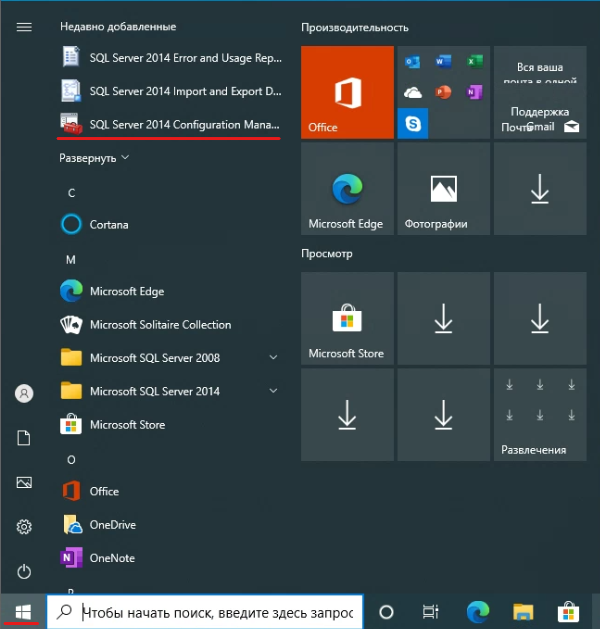 Недавно добавленные
SQL Server 2014 Error and Usage Rep...
SQL Server 2014 Import and Export D...
SQL Server 2014 Configuration Mana...
Развернуть
C
Cortana
M
Microsoft Edge
Microsoft Solitaire Collection
Microsoft SQL Server 2008
Microsoft SQL Server 2014
Microsoft Store
O
Office
OneDrive
OneNote
P
Производительность
Office
Вся ваша
почта в одной
Поддержка
Gmail
Почта
Microsoft Edge
Фотографии
Просмотр
Microsoft Store
Развлечения
Чтобы начать поиск, введите здесь запрос